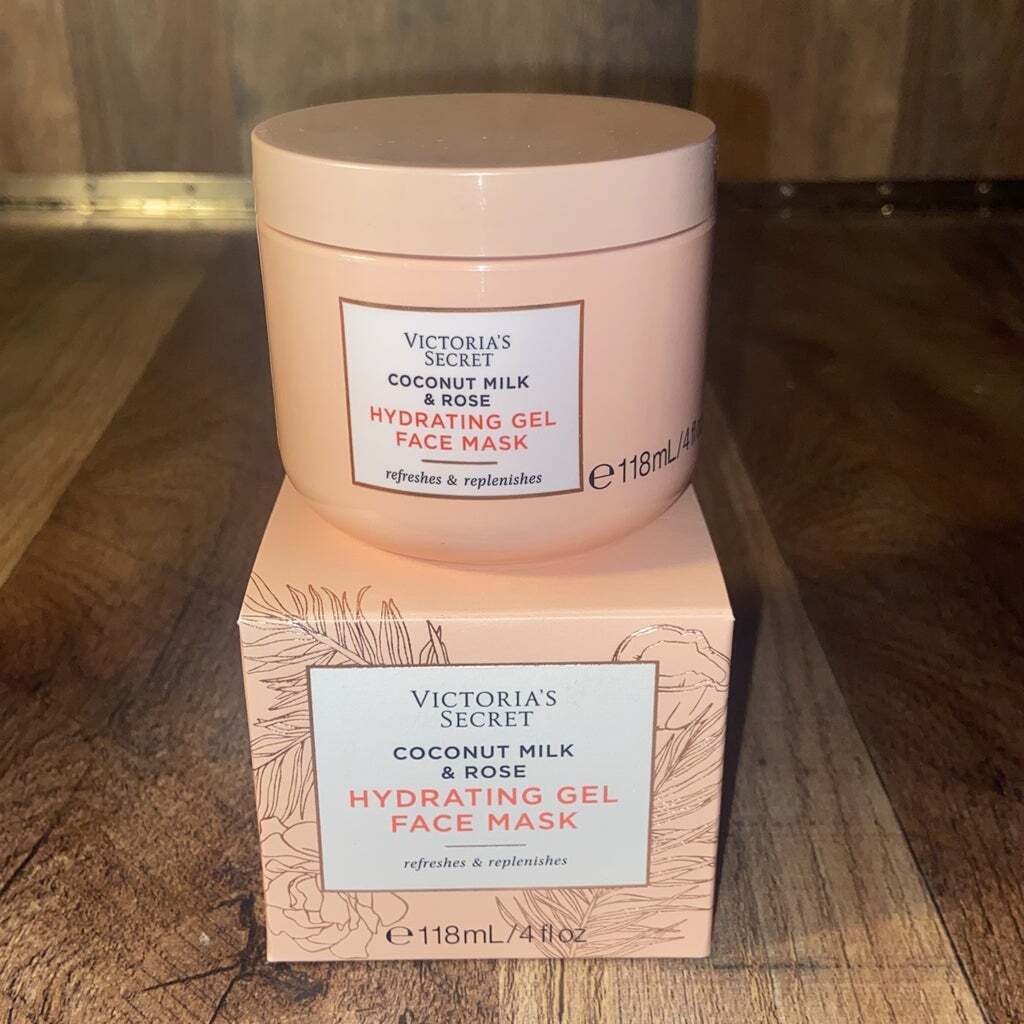 VICTORIA'S
SECRET
COCONUT MILK
& ROSE
HYDRATING GEL
FACE MASK
refreshes & replenishes
℮118mL/4
VICTORIA'S
SECRET
COCONUT MILK
& ROSE
HYDRATING GEL
FACE MASK
refreshes & replenishes
℮118mL/4 fl oz